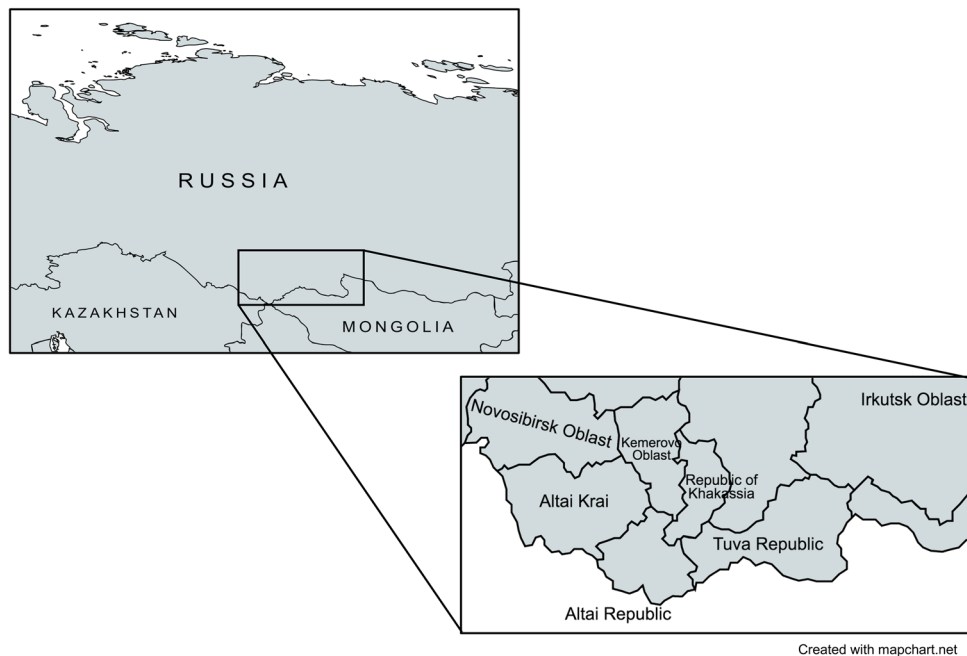 RUSSIA
KAZAKHSTAN
MONGOLIA
Irkutsk Oblast
Novosibirsk Oblast
Kemerovo
Oblast
Republic of
Khakassia
Altai Krai
Tuva Republic
Altai Republic
Created with mapchart.net